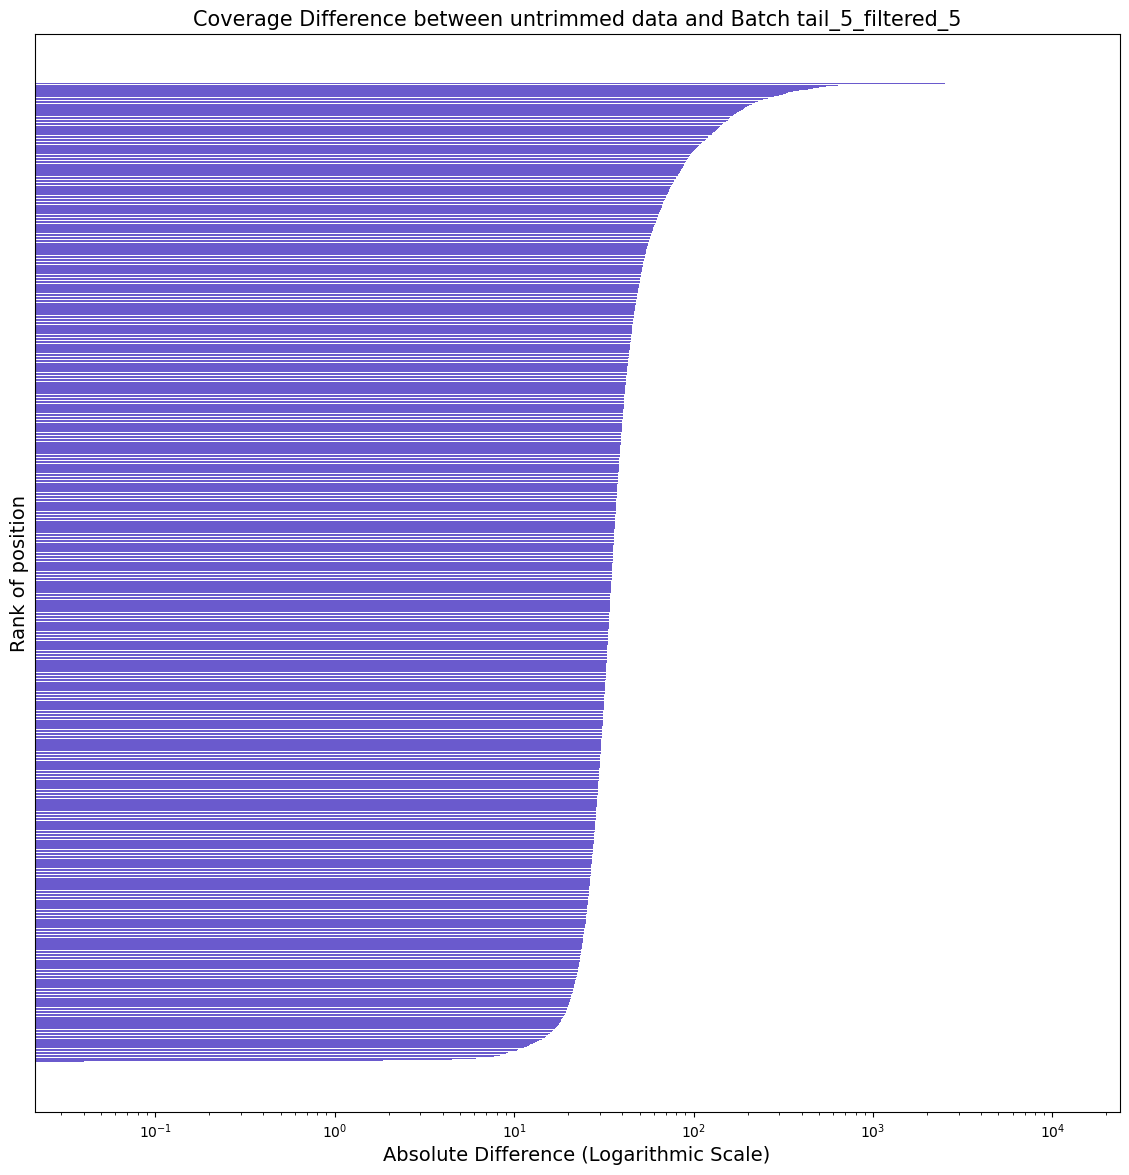 Coverage Difference between untrimmed data and Batch tail_5_filtered_5
Rank of position
10⁻¹ 10⁰ 10¹ 10² 10³ 10⁴
Absolute Difference (Logarithmic Scale)